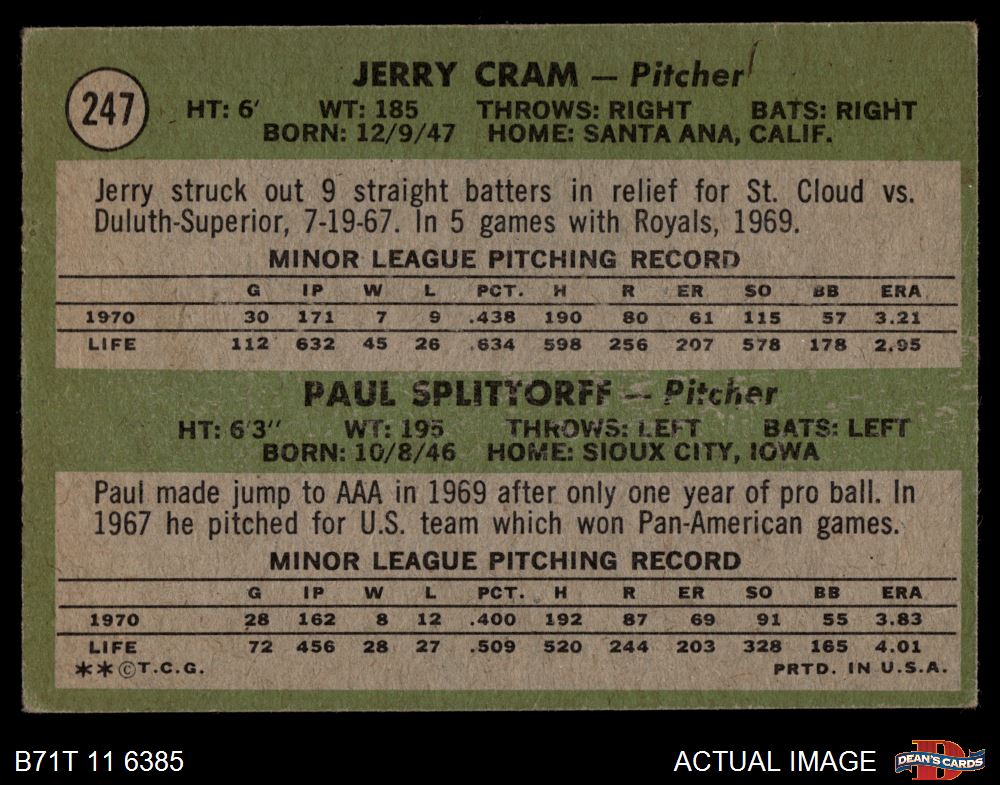 247
JERRY CRAM — Pitcher
HT: 6' WT: 185 THROWS: RIGHT BATS: RIGHT
BORN: 12/9/47 HOME: SANTA ANA, CALIF.
Jerry struck out 9 straight batters in relief for St. Cloud vs.
Duluth-Superior, 7-19-67. In 5 games with Royals, 1969.
MINOR LEAGUE PITCHING RECORD
G IP W L PCT. H R ER SO BB ERA
1970 30 171 7 9 .438 190 80 61 115 57 3.21
LIFE 112 632 45 26 .634 598 256 207 578 178 2.95
PAUL SPLITTORFF — Pitcher
HT: 6'3" WT: 195 THROWS: LEFT BATS: LEFT
BORN: 10/8/46 HOME: SIOUX CITY, IOWA
Paul made jump to AAA in 1969 after only one year of pro ball. In
1967 he pitched for U.S. team which won Pan-American games.
MINOR LEAGUE PITCHING RECORD
G IP W L PCT. H R ER SO BB ERA
1970 28 162 8 12 .400 192 87 69 91 55 3.83
LIFE 72 456 28 27 .509 520 244 203 328 165 4.01
**©T.C.G. PRTD. IN U.S.A.
B71T 11 6385 ACTUAL IMAGE D DEAN'S CARDS